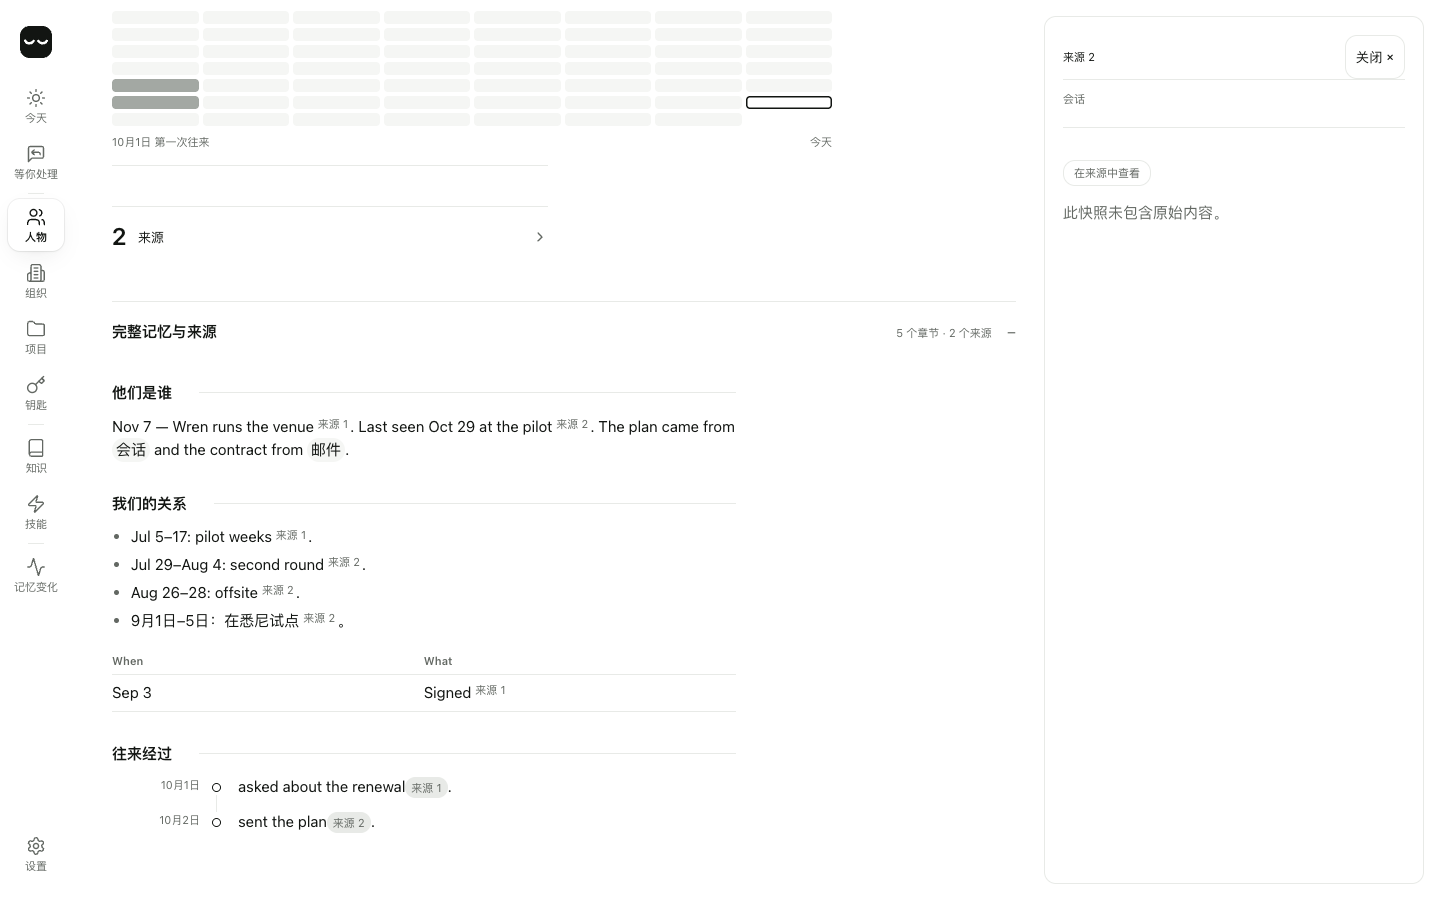 今天
等你处理
人物
组织
项目
钥匙
知识
技能
记忆变化
设置
10月1日 第一次往来
今天
2 来源
完整记忆与来源
5 个章节 · 2 个来源 −
他们是谁
Nov 7 — Wren runs the venue 来源 1. Last seen Oct 29 at the pilot 来源 2. The plan came from
会话 and the contract from 邮件.
我们的关系
• Jul 5–17: pilot weeks 来源 1.
• Jul 29–Aug 4: second round 来源 2.
• Aug 26–28: offsite 来源 2.
• 9月1日–5日：在悉尼试点 来源 2。
When What
Sep 3 Signed 来源 1
往来经过
10月1日 asked about the renewal 来源 1.
10月2日 sent the plan 来源 2.
来源 2
关闭 ×
会话
在来源中查看
此快照未包含原始内容。